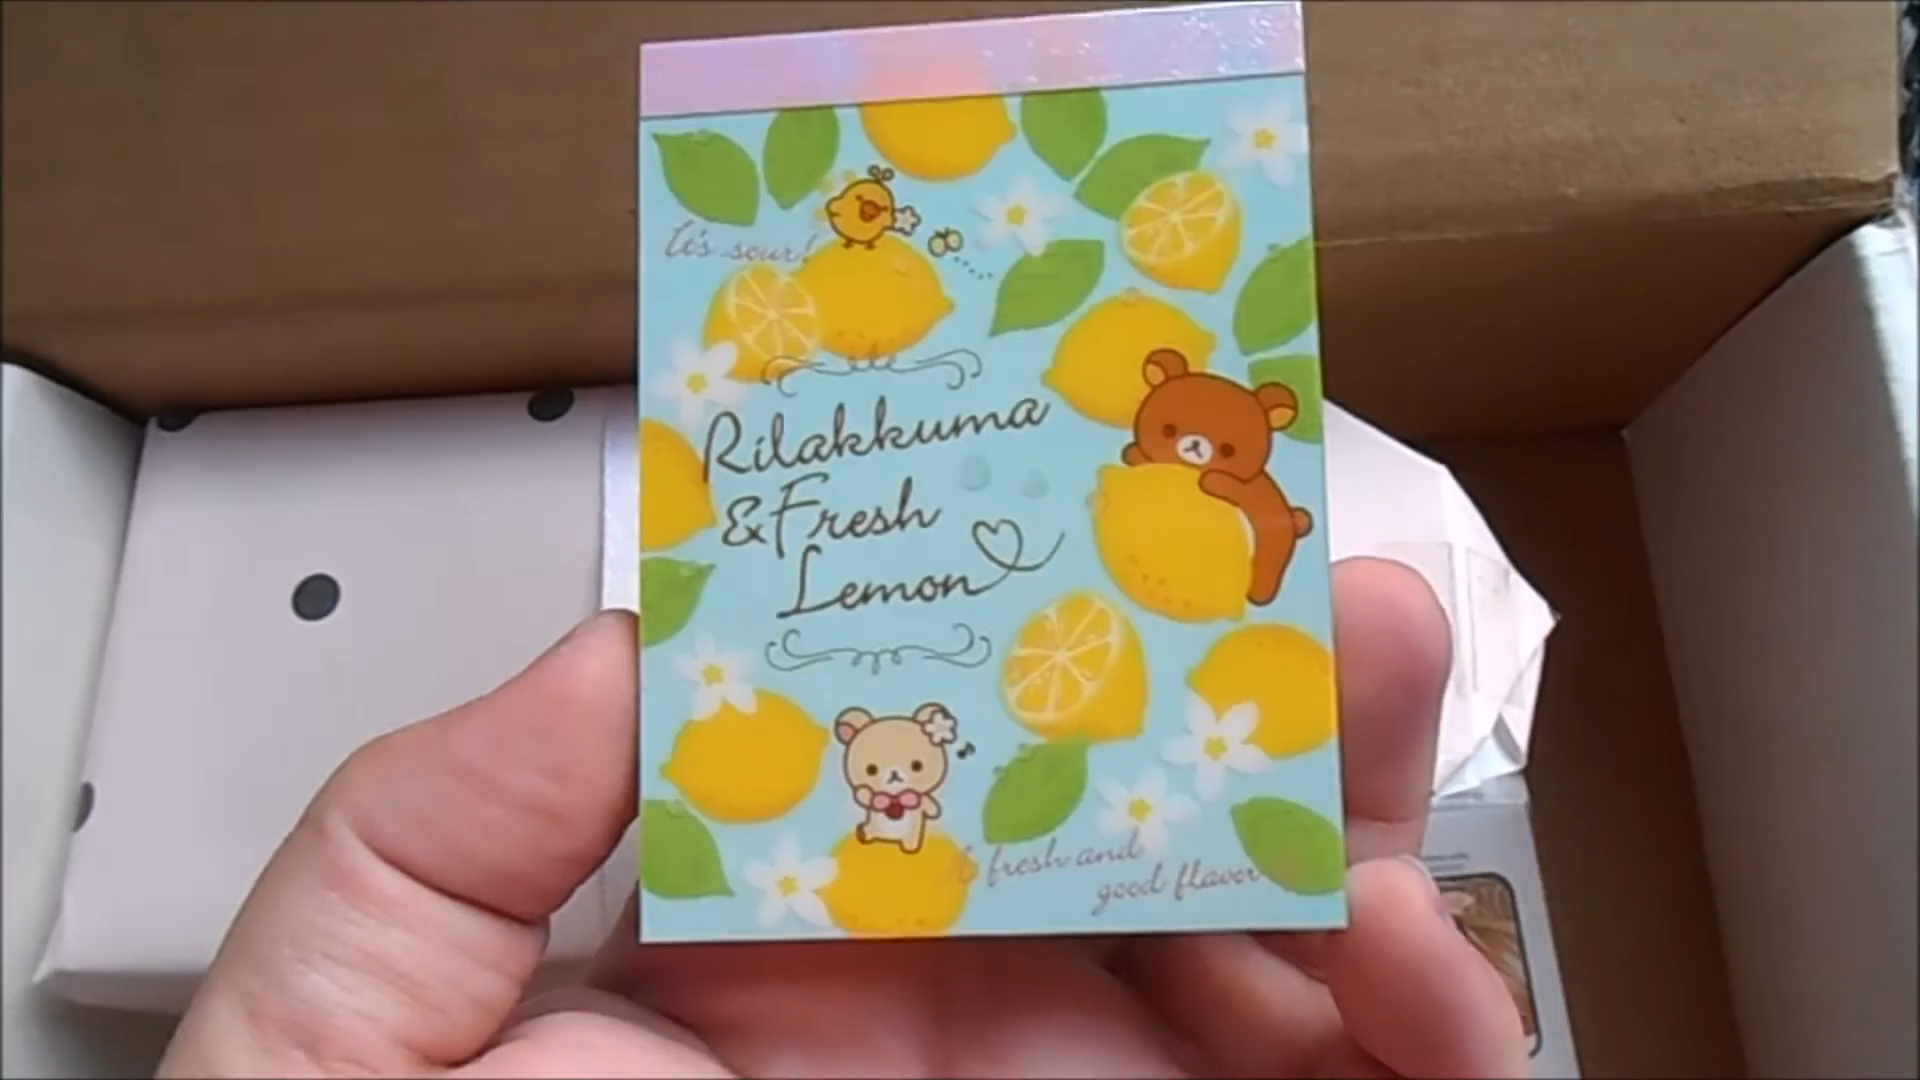 It's sour!
Rilakkuma
& Fresh
Lemon
A fresh and
good flavor